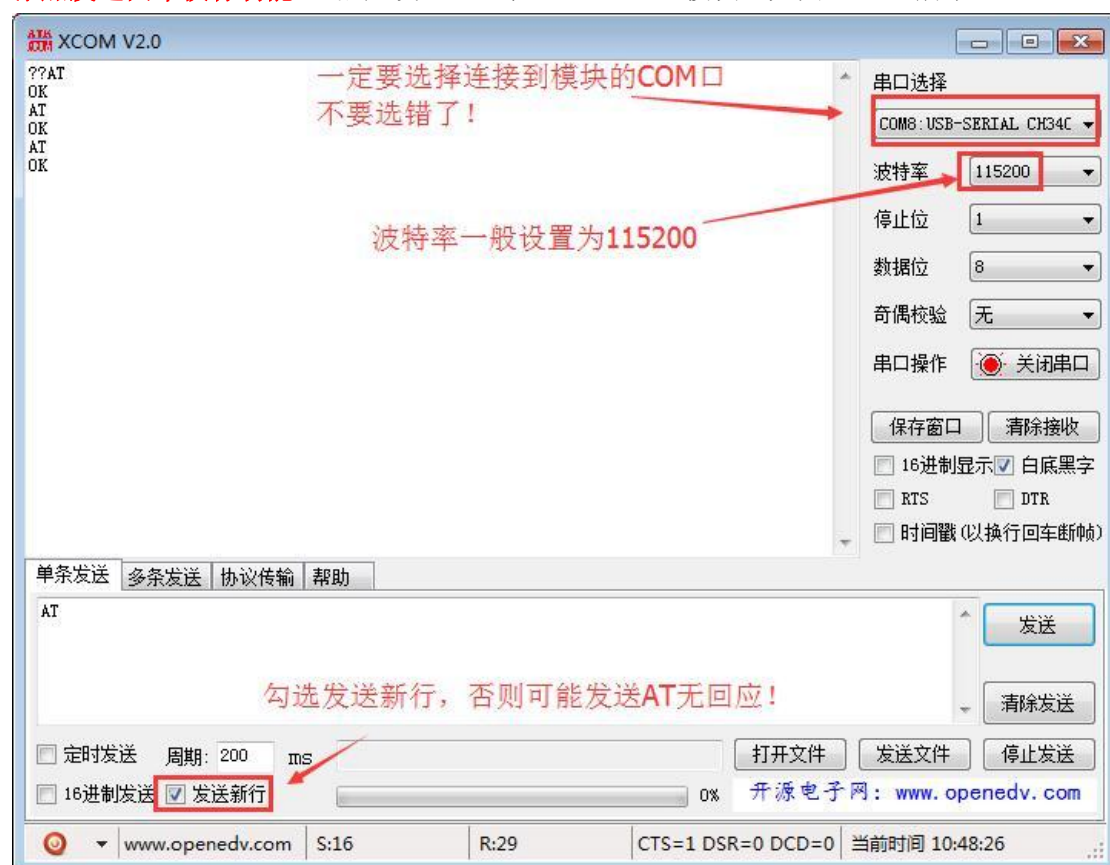 XCOM V2.0
??AT
OK
AT
OK
AT
OK
一定要选择连接到模块的COM口
不要选错了！
波特率一般设置为115200
串口选择
COM8:USB-SERIAL CH340
波特率 115200
停止位 1
数据位 8
奇偶校验 无
串口操作 关闭串口
保存窗口 清除接收
16进制显示 白底黑字
RTS DTR
时间戳(以换行回车断帧)
单条发送 多条发送 协议传输 帮助
AT
发送
勾选发送新行，否则可能发送AT无回应！
清除发送
定时发送 周期: 200 ms 打开文件 发送文件 停止发送
16进制发送 发送新行 0% 开源电子网：www.openedv.com
www.openedv.com S:16 R:29 CTS=1 DSR=0 DCD=0 当前时间 10:48:26